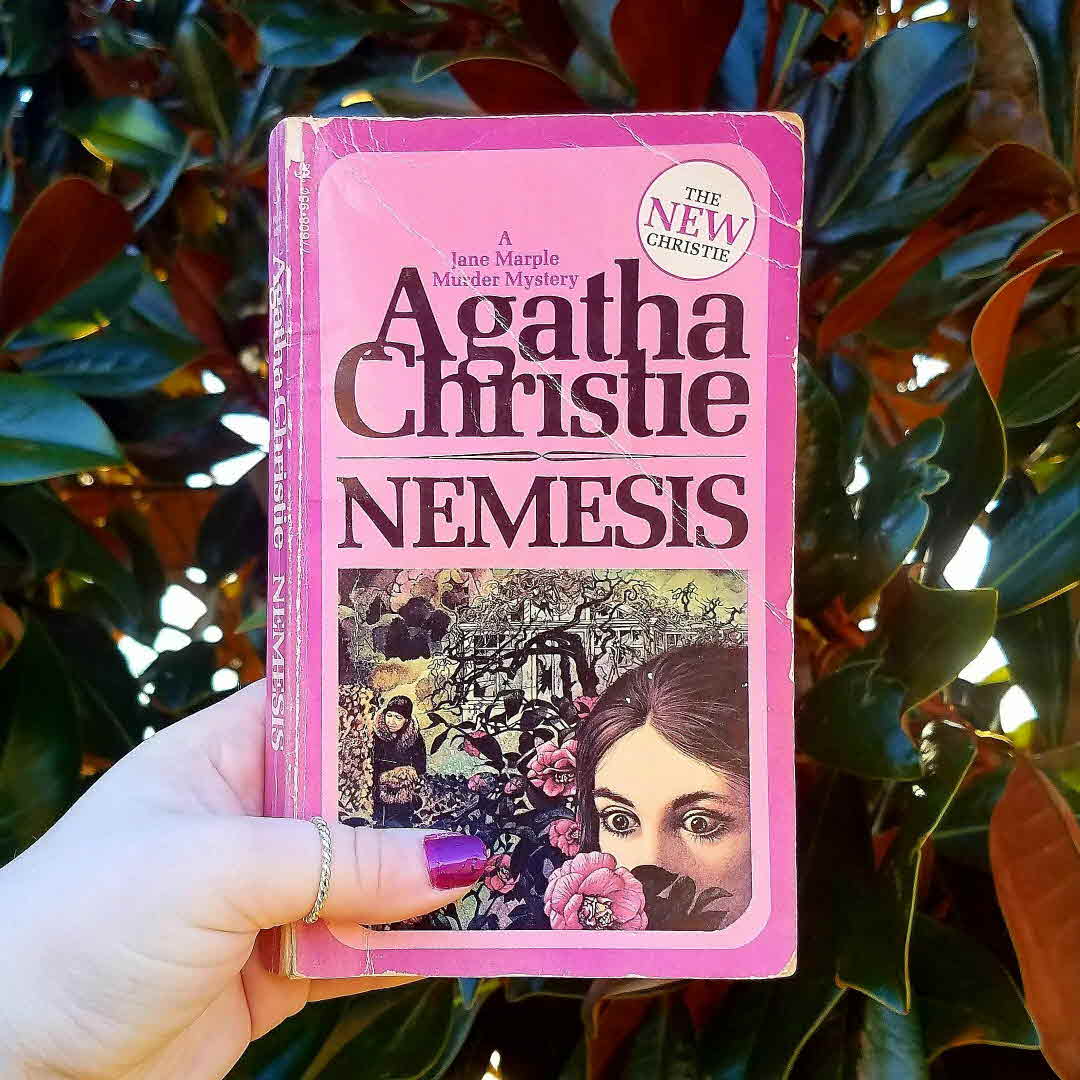 THE
NEW
CHRISTIE
A
Jane Marple
Murder Mystery
Agatha
Christie
NEMESIS
Agatha Christie NEMESIS